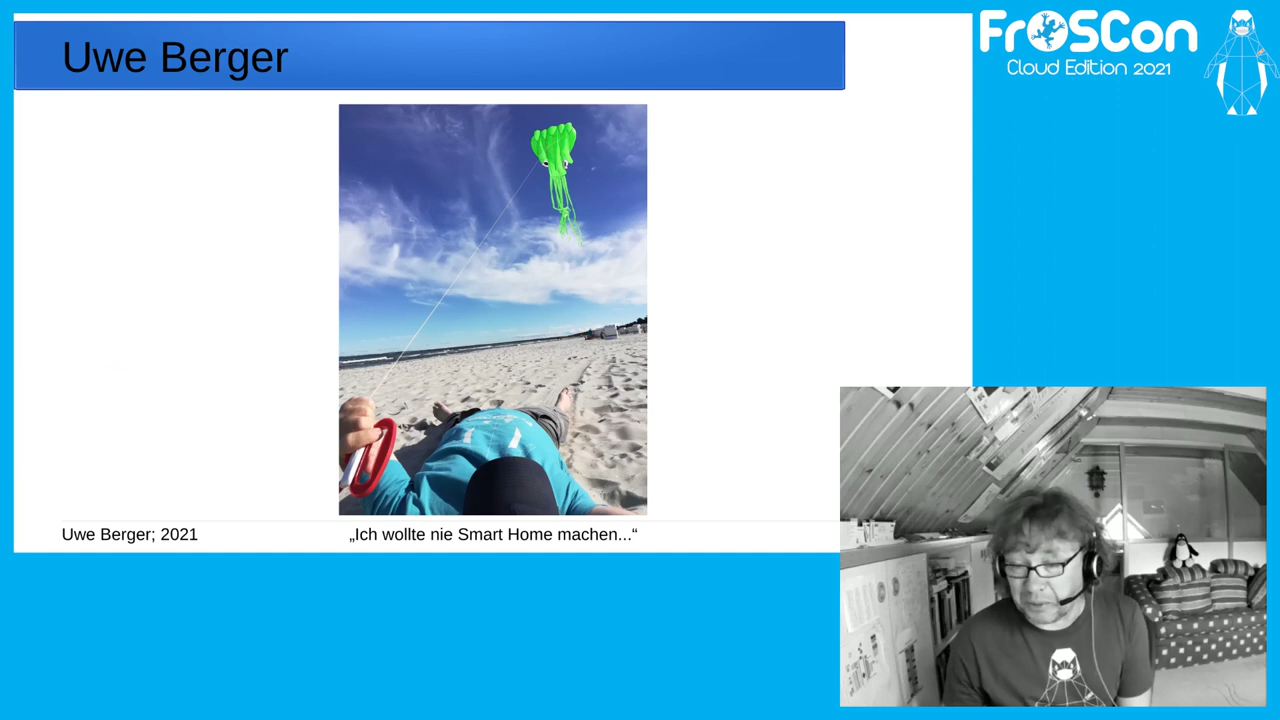 Uwe Berger
FrOSCon
Cloud Edition 2021
Uwe Berger; 2021
„Ich wollte nie Smart Home machen...“